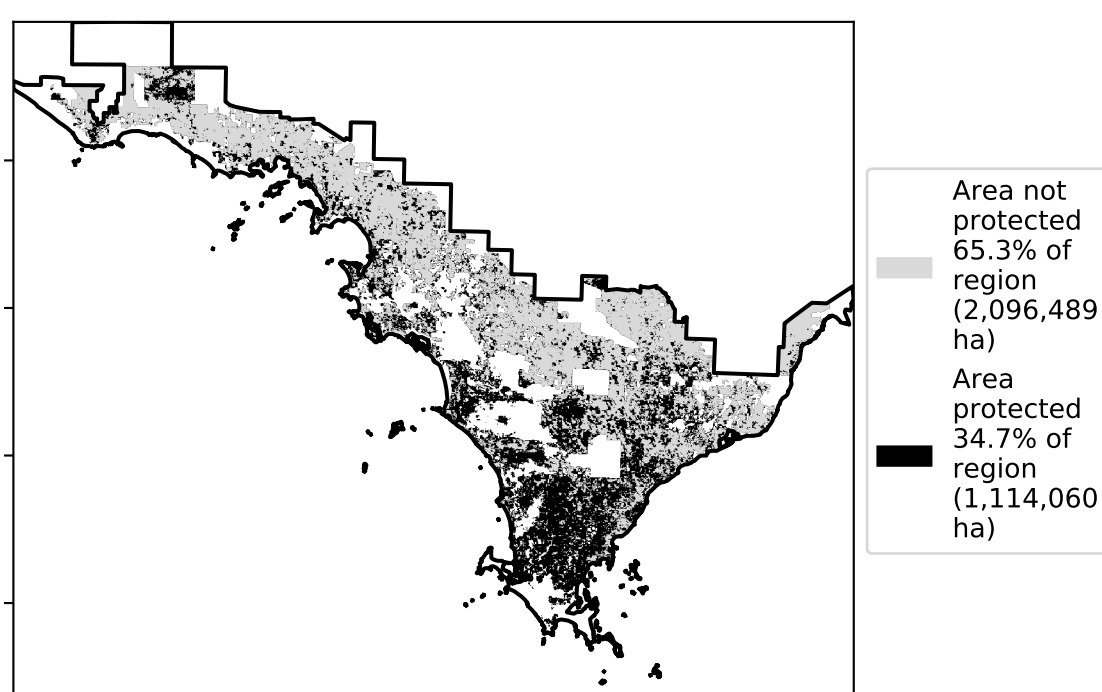 Area not
protected
65.3% of
region
(2,096,489
ha)
Area
protected
34.7% of
region
(1,114,060
ha)